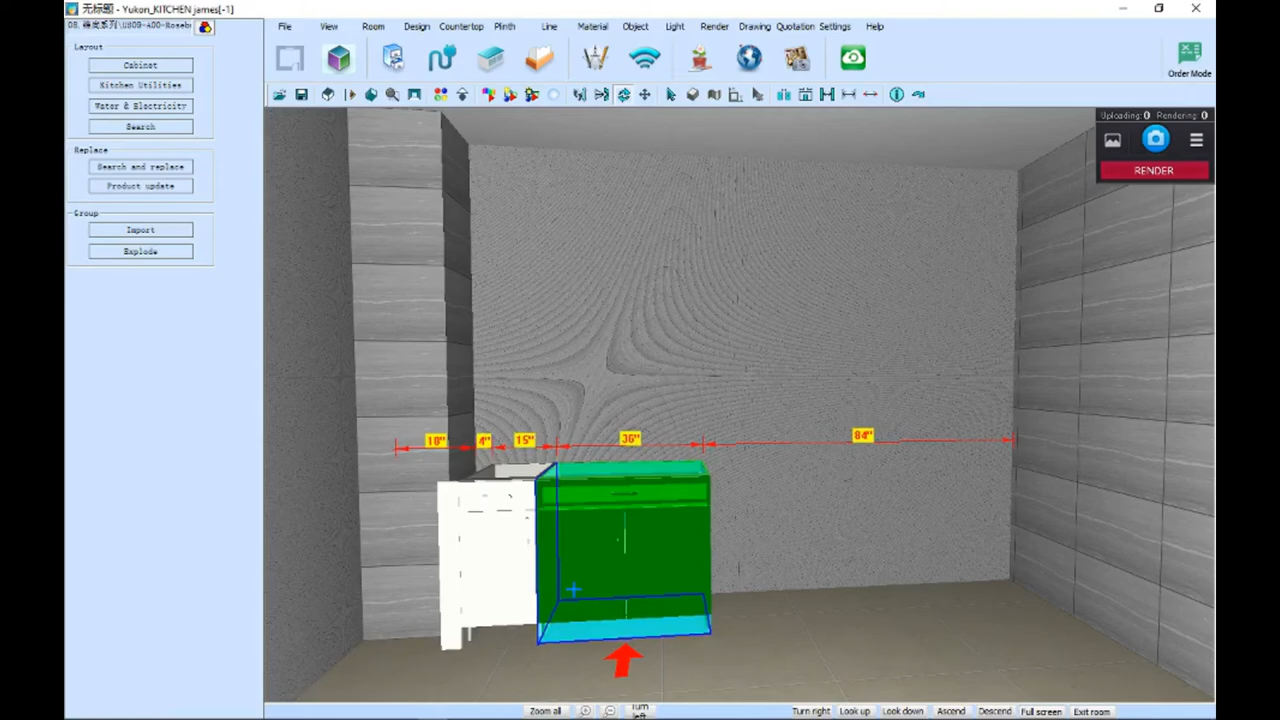 无标题 - Yukon_KITCHEN james[-1]
File View Room Design Countertop Plinth Line Material Object Light Render Drawing Quotation Settings Help
Order Mode
Layout
Cabinet
Kitchen Utilities
Water & Electricity
Search
Replace
Search and replace
Product update
Group
Import
Explode
Uploading: 0 Rendering: 0
RENDER
18" 4" 15" 36" 84"
Zoom all Turn left Turn right Look up Look down Ascend Descend Full screen Exit room